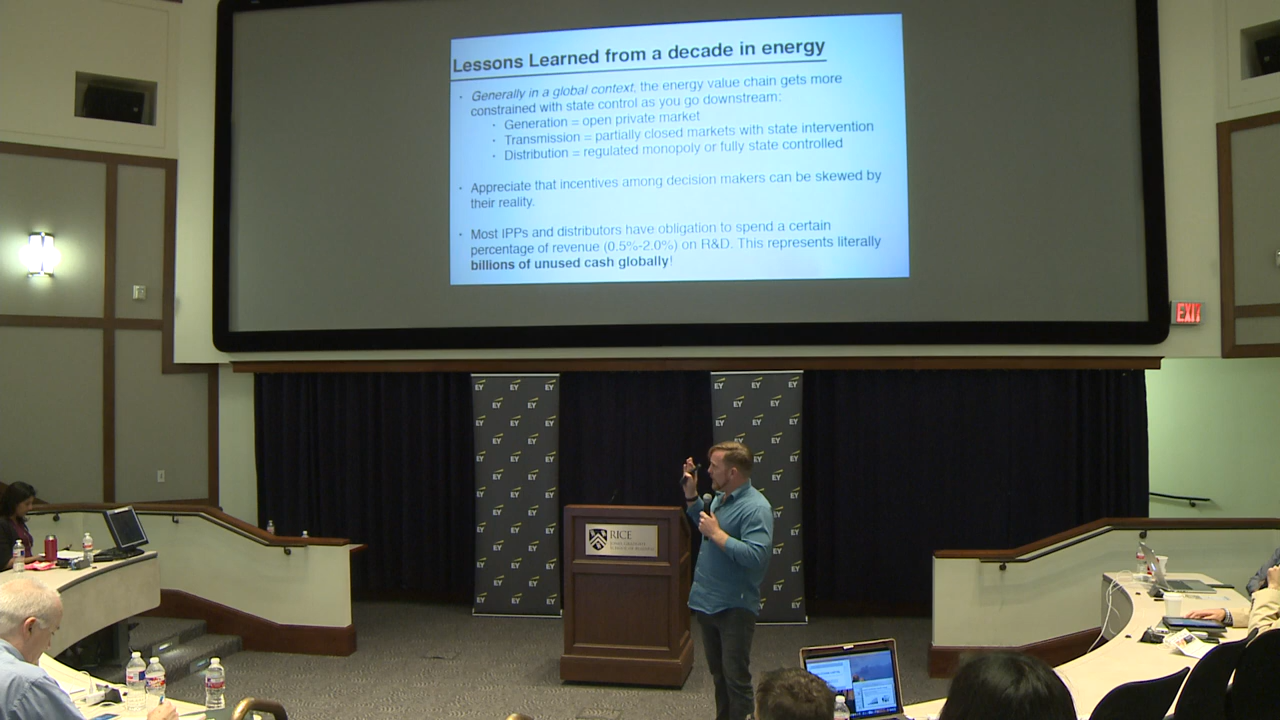 Lessons Learned from a decade in energy
· Generally in a global context, the energy value chain gets more
constrained with state control as you go downstream:
· Generation = open private market
· Transmission = partially closed markets with state intervention
· Distribution = regulated monopoly or fully state controlled
· Appreciate that incentives among decision makers can be skewed by
their reality.
· Most IPPs and distributors have obligation to spend a certain
percentage of revenue (0.5%-2.0%) on R&D. This represents literally
billions of unused cash globally!
EXIT
EY
RICE